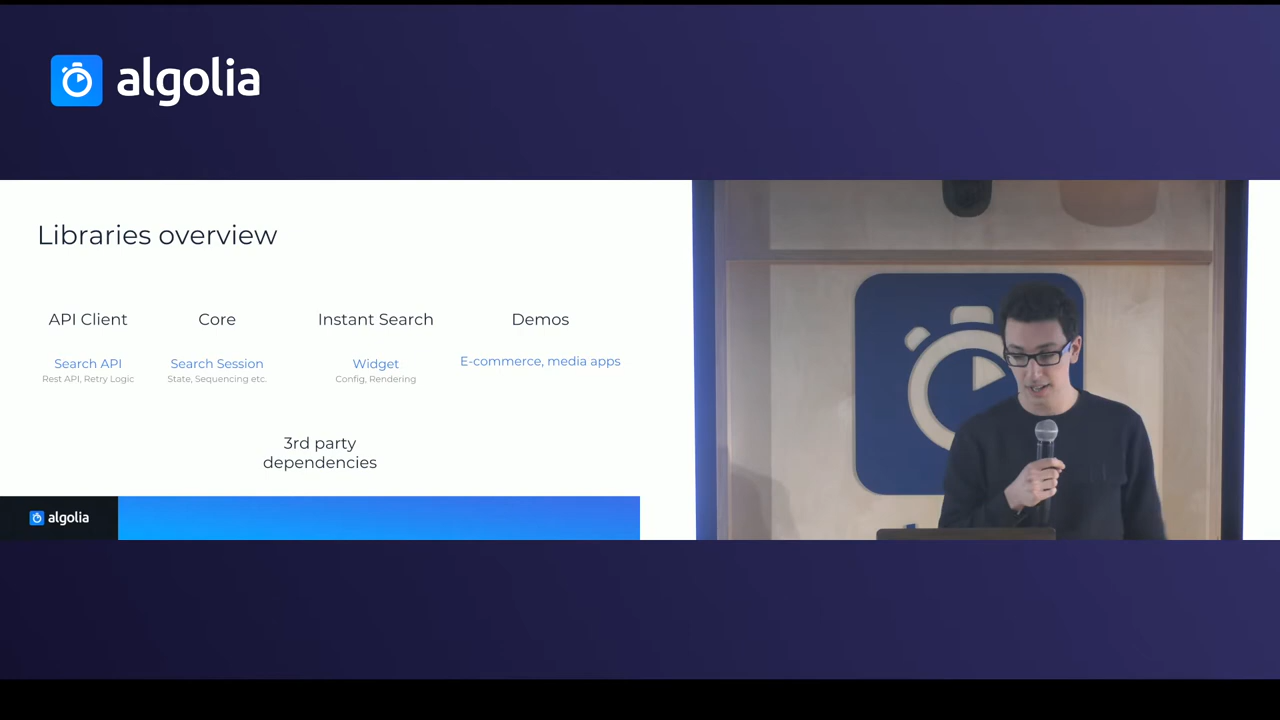 algolia
Libraries overview
API Client
Core
Instant Search
Demos
Search API
Search Session
Widget
E-commerce, media apps
Rest API, Retry Logic
State, Sequencing etc.
Config, Rendering
3rd party
dependencies
algolia